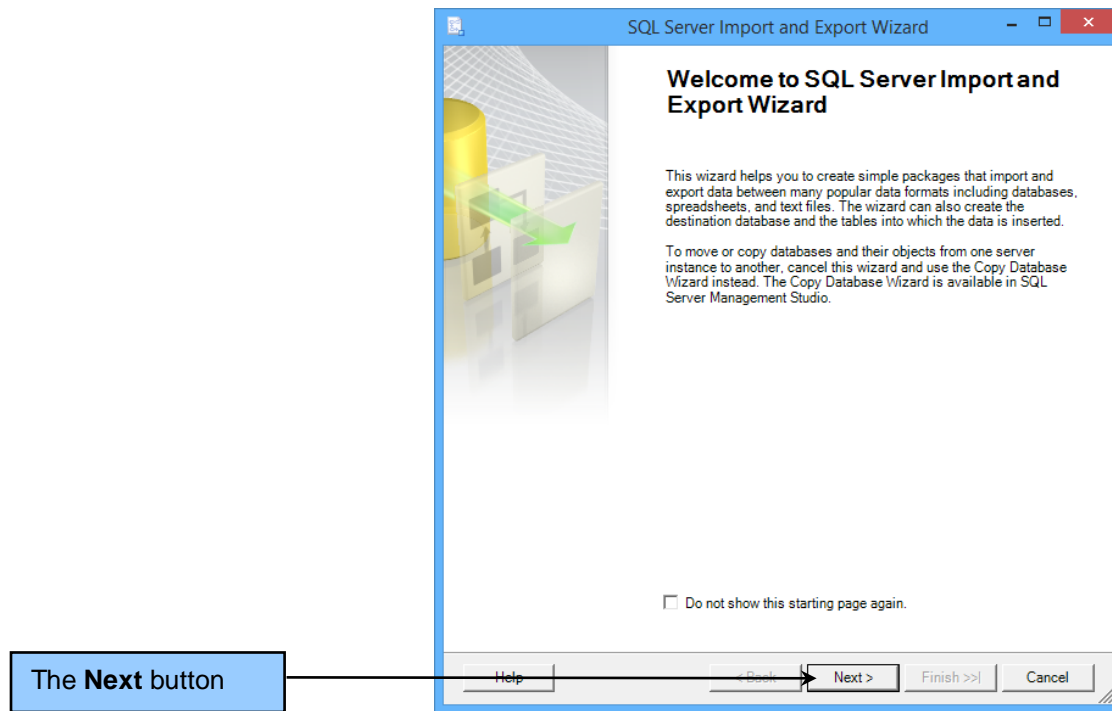 SQL Server Import and Export Wizard
Welcome to SQL Server Import and
Export Wizard
This wizard helps you to create simple packages that import and
export data between many popular data formats including databases,
spreadsheets, and text files. The wizard can also create the
destination database and the tables into which the data is inserted.
To move or copy databases and their objects from one server
instance to another, cancel this wizard and use the Copy Database
Wizard instead. The Copy Database Wizard is available in SQL
Server Management Studio.
Do not show this starting page again.
The Next button
Help
< Back
Next >
Finish >>|
Cancel